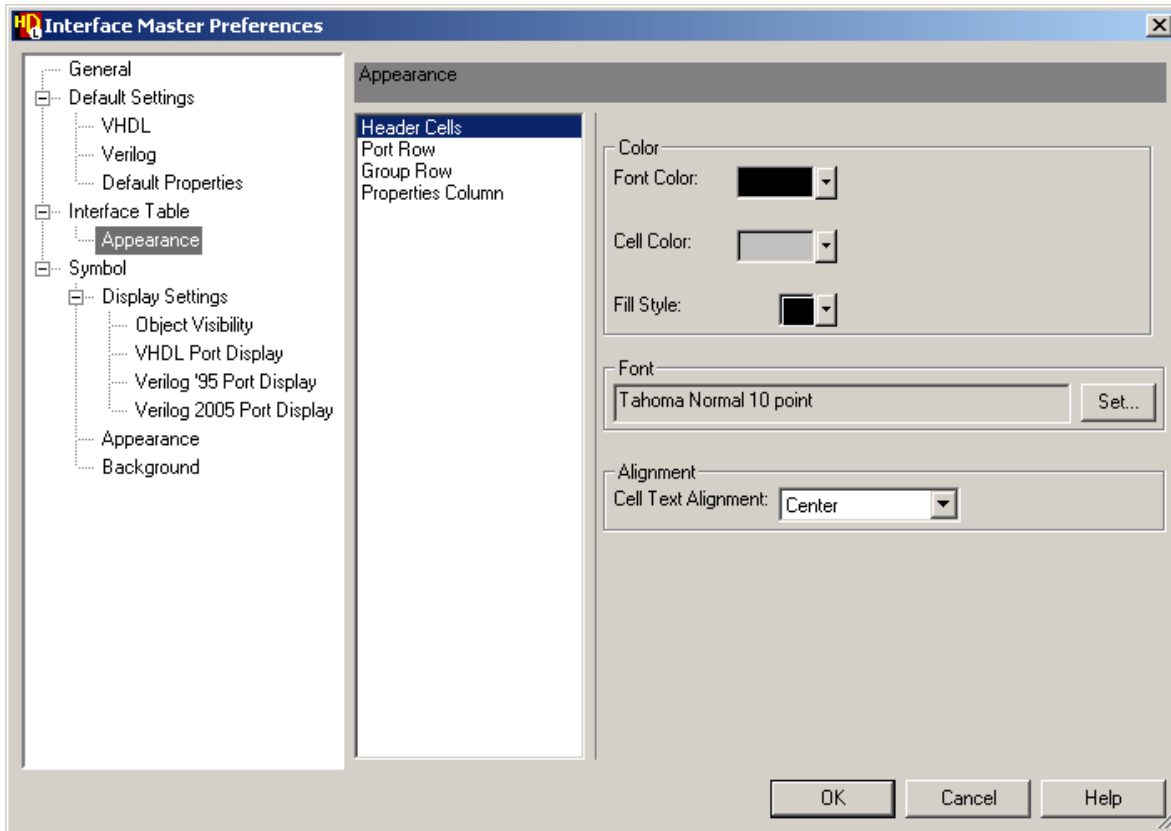 Interface Master Preferences
General
Default Settings
VHDL
Verilog
Default Properties
Interface Table
Appearance
Symbol
Display Settings
Object Visibility
VHDL Port Display
Verilog '95 Port Display
Verilog 2005 Port Display
Appearance
Background
Appearance
Header Cells
Port Row
Group Row
Properties Column
Color
Font Color:
Cell Color:
Fill Style:
Font
Tahoma Normal 10 point
Set...
Alignment
Cell Text Alignment: Center
OK Cancel Help